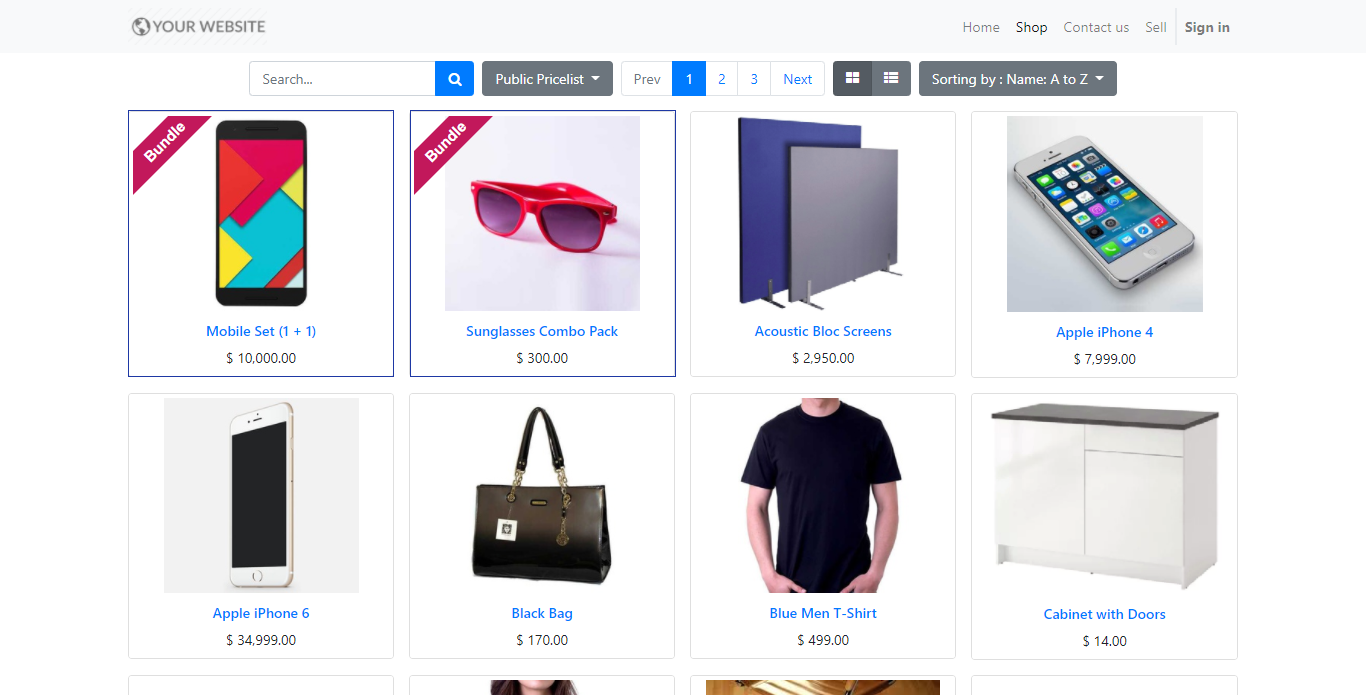 YOUR WEBSITE
Home Shop Contact us Sell Sign in
Search... Public Pricelist Prev 1 2 3 Next Sorting by : Name: A to Z
Bundle
Bundle
Mobile Set (1 + 1)
$ 10,000.00
Sunglasses Combo Pack
$ 300.00
Acoustic Bloc Screens
$ 2,950.00
Apple iPhone 4
$ 7,999.00
Apple iPhone 6
$ 34,999.00
Black Bag
$ 170.00
Blue Men T-Shirt
$ 499.00
Cabinet with Doors
$ 14.00